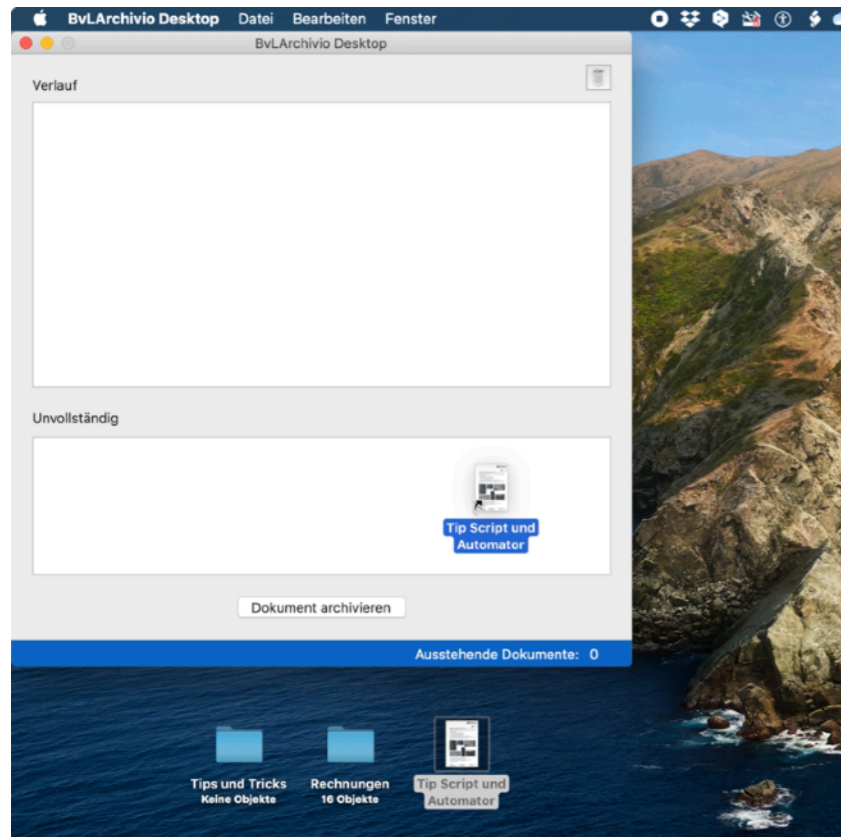 BvLArchivio Desktop Datei Bearbeiten Fenster
BvLArchivio Desktop
Verlauf
Unvollständig
Tip Script und
Automator
Dokument archivieren
Ausstehende Dokumente: 0
Tips und Tricks
Keine Objekte
Rechnungen
16 Objekte
Tip Script und
Automator